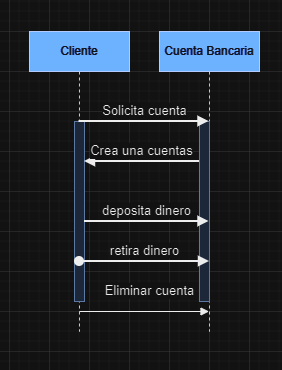 Cliente
Cuenta Bancaria
Solicita cuenta
Crea una cuentas
deposita dinero
retira dinero
Eliminar cuenta